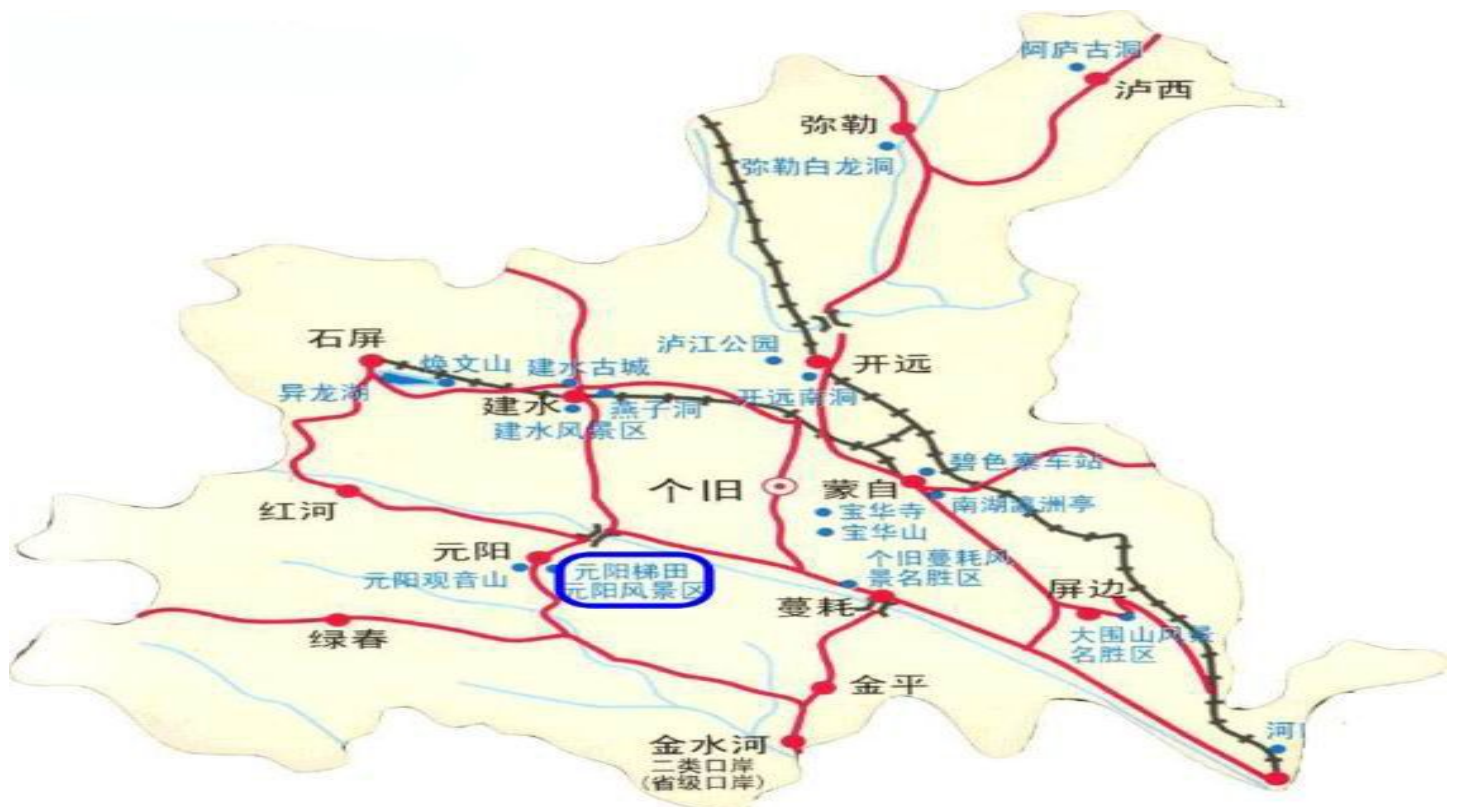 阿庐古洞
泸西
弥勒
弥勒白龙洞
石屏
焕文山
建水古城
泸江公园
开远
异龙湖
建水
燕子洞
开远南洞
建水风景区
碧色寨车站
个旧
蒙自
南湖瀛洲亭
红河
宝华寺
宝华山
元阳
元阳观音山
元阳梯田
元阳风景区
个旧蔓耗风
景名胜区
蔓耗
屏边
绿春
大围山风景
名胜区
金平
金水河
二类口岸
(省级口岸)
河